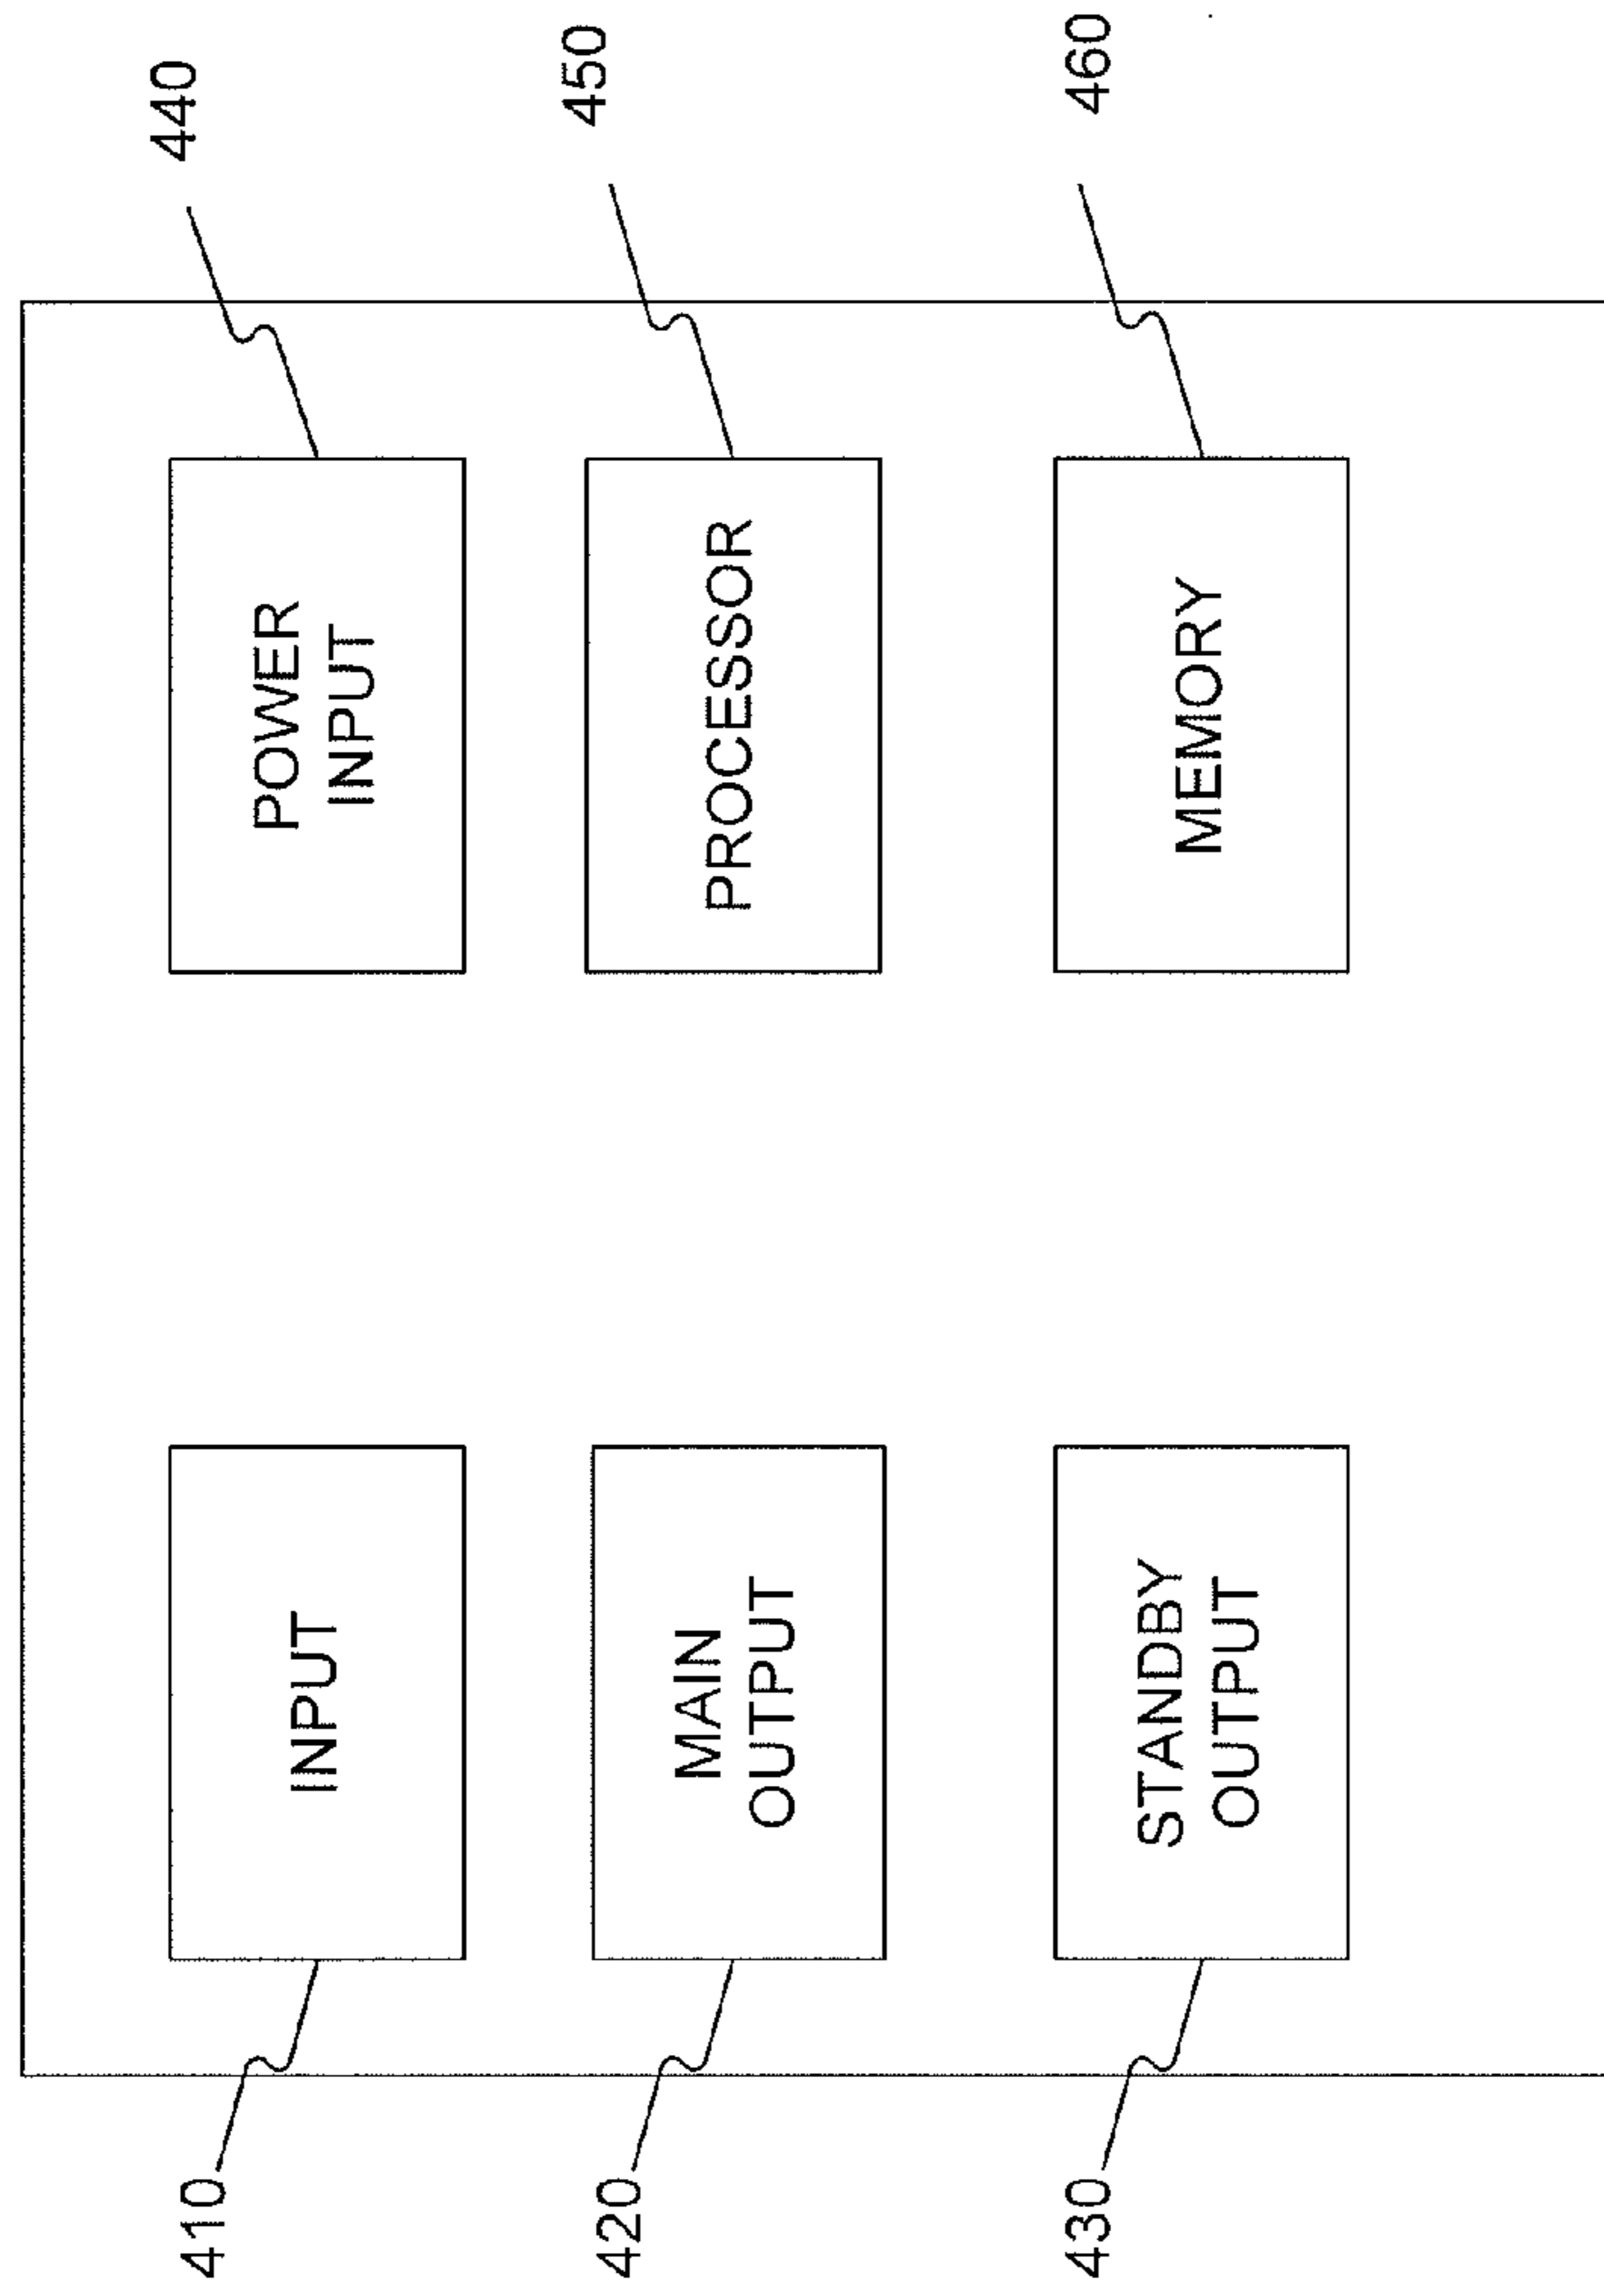 410
INPUT
POWER
INPUT
440
420
MAIN
OUTPUT
PROCESSOR
450
430
STANDBY
OUTPUT
MEMORY
460